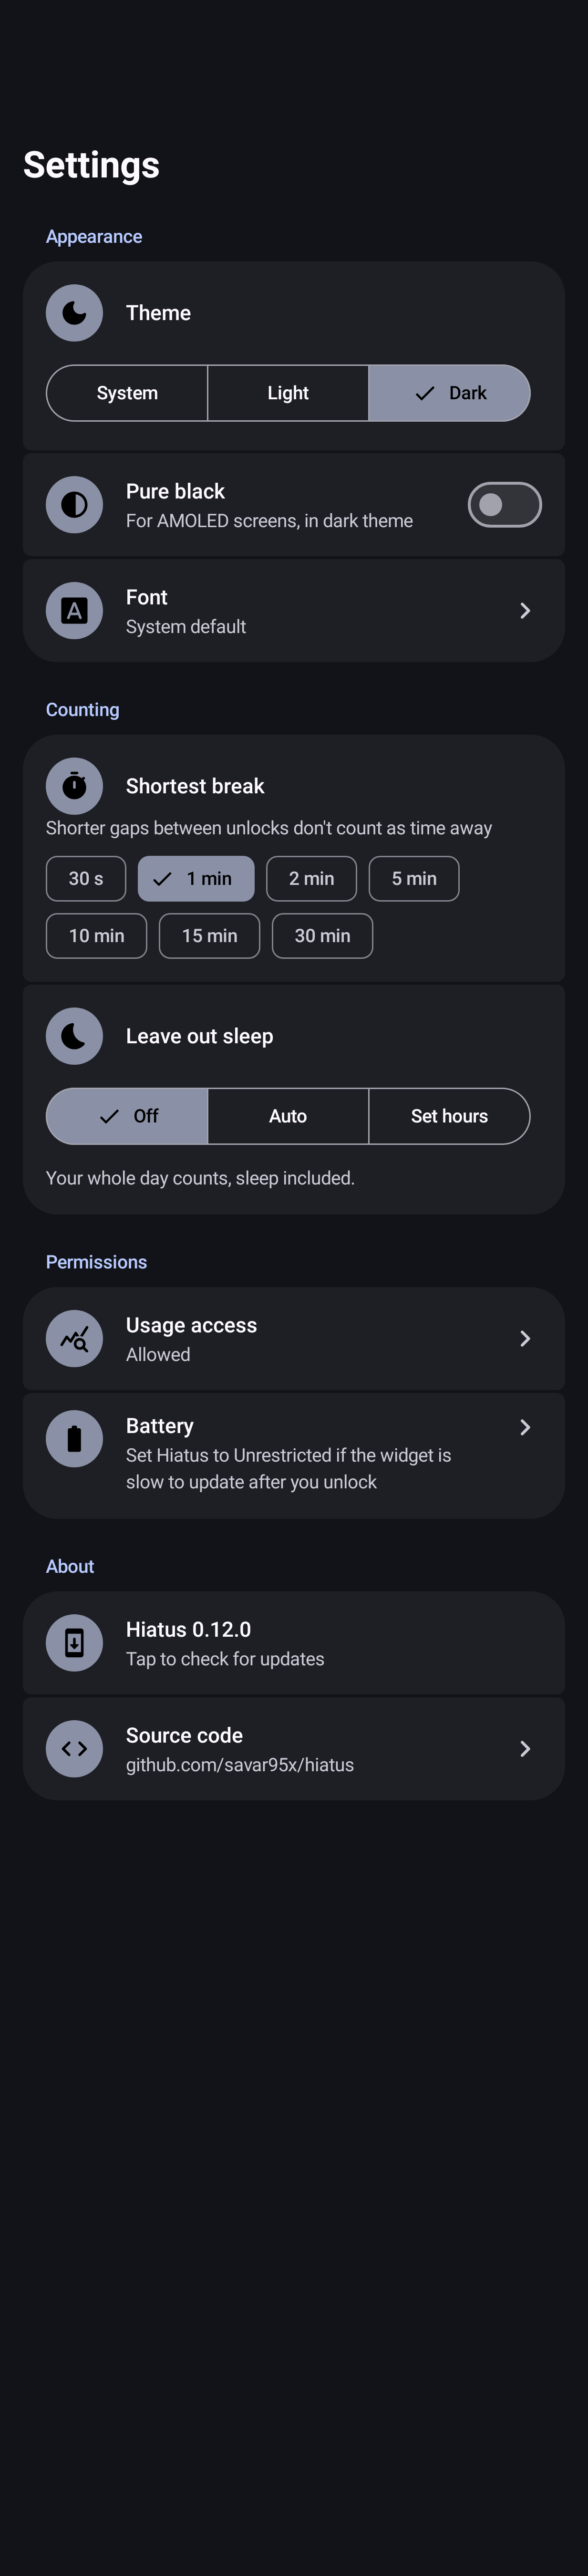 Settings
Appearance
Theme
System Light Dark
Pure black
For AMOLED screens, in dark theme
Font
System default
Counting
Shortest break
Shorter gaps between unlocks don't count as time away
30 s 1 min 2 min 5 min
10 min 15 min 30 min
Leave out sleep
Off Auto Set hours
Your whole day counts, sleep included.
Permissions
Usage access
Allowed
Battery
Set Hiatus to Unrestricted if the widget is
slow to update after you unlock
About
Hiatus 0.12.0
Tap to check for updates
Source code
github.com/savar95x/hiatus